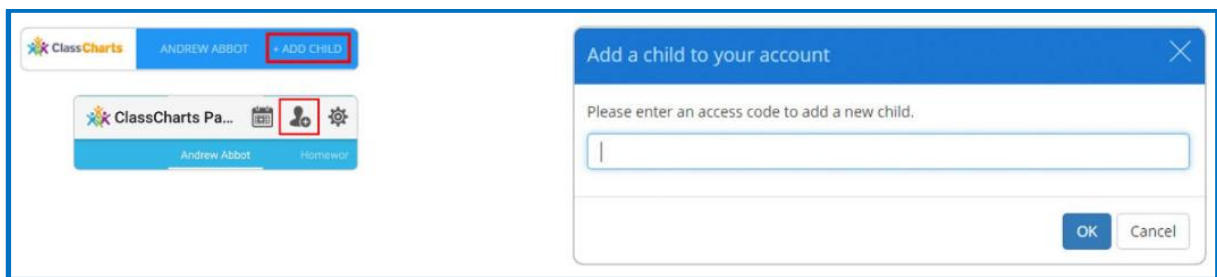 ClassCharts ANDREW ABBOT + ADD CHILD
ClassCharts Pa...
Andrew Abbot Homewor
Add a child to your account
Please enter an access code to add a new child.
OK Cancel